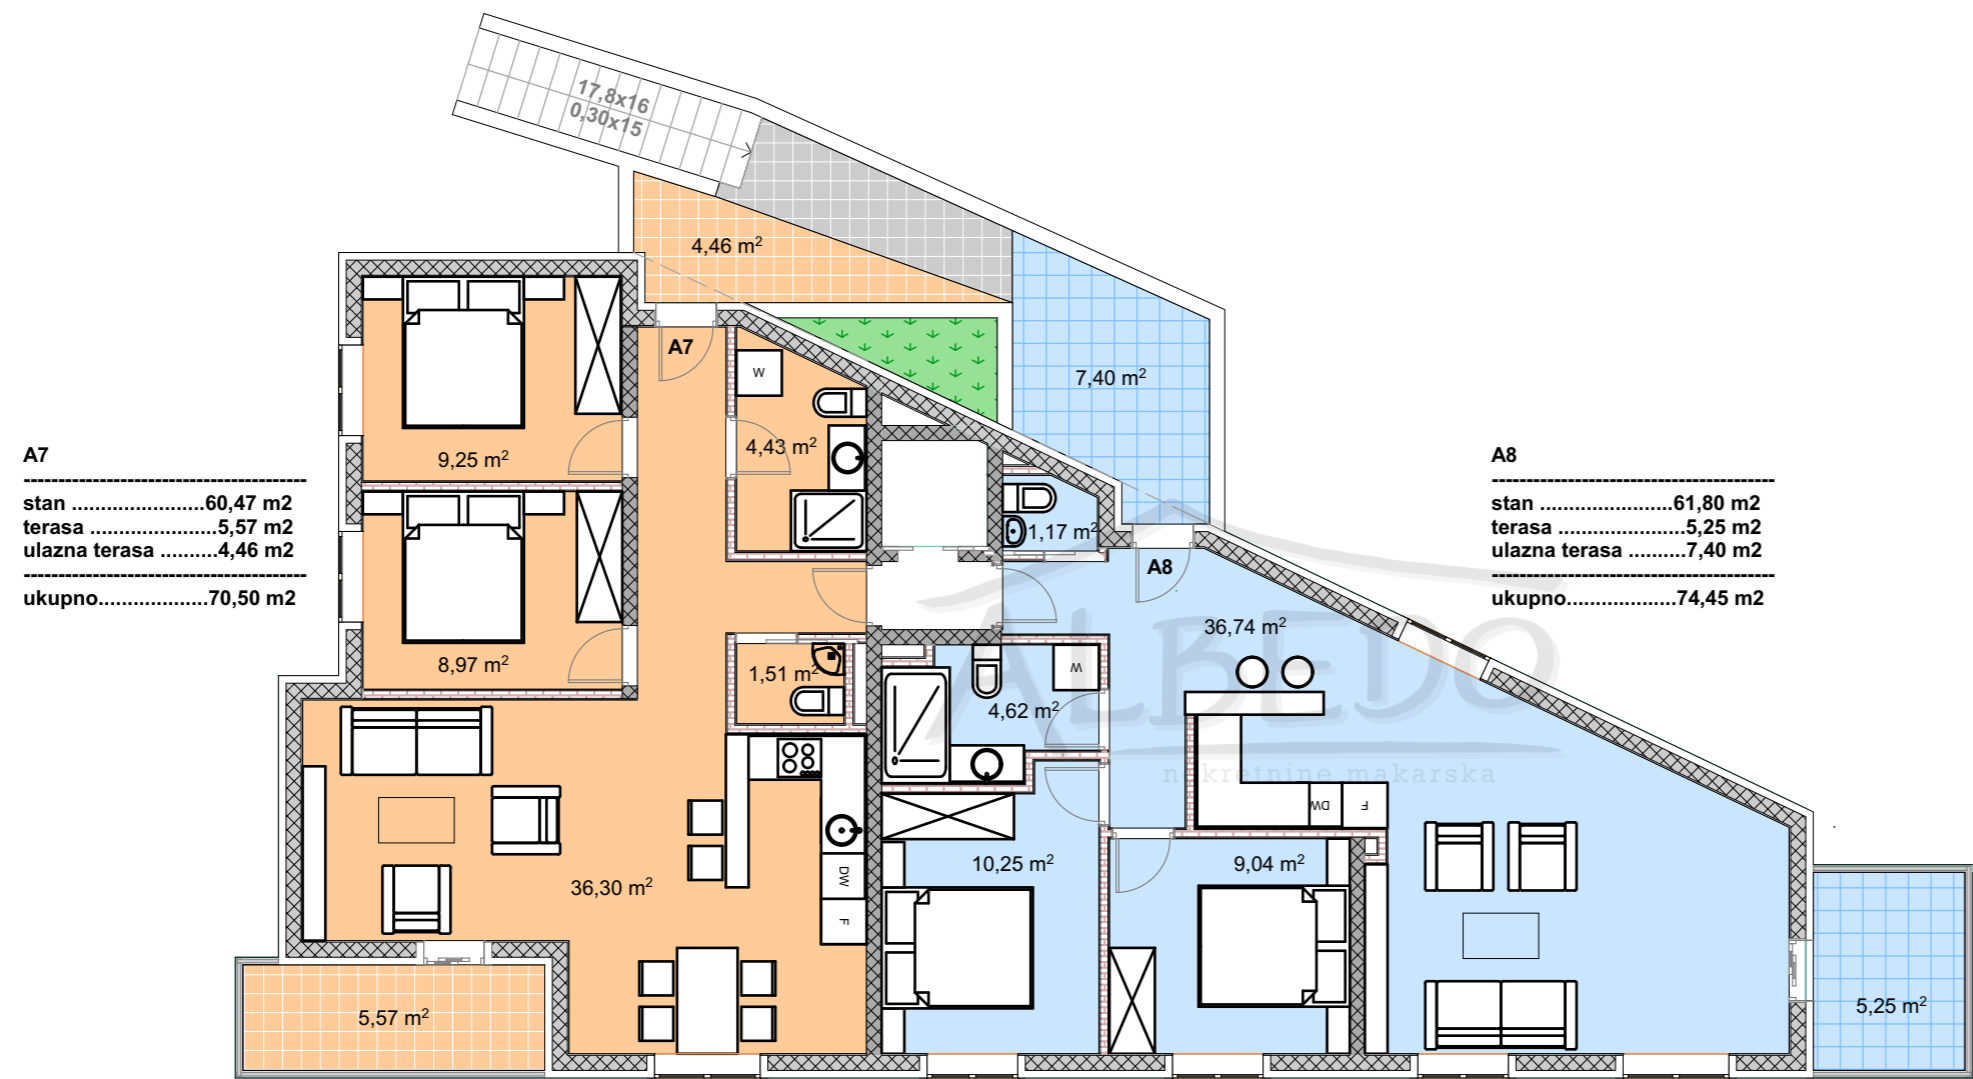 17,8x16
0,30x15
4,46 m²
7,40 m²
A7
W
9,25 m²
4,43 m²
A7
---------------------------------------
stan .......................60,47 m2
terasa ......................5,57 m2
ulazna terasa ..........4,46 m2
---------------------------------------
ukupno...................70,50 m2
A8
---------------------------------------
stan .......................61,80 m2
terasa ......................5,25 m2
ulazna terasa ..........7,40 m2
---------------------------------------
ukupno...................74,45 m2
1,17 m²
A8
36,74 m²
8,97 m²
1,51 m²
W
4,62 m²
ALBEDO
nekretnine makarska
DW
F
10,25 m²
9,04 m²
36,30 m²
DW
F
5,57 m²
5,25 m²